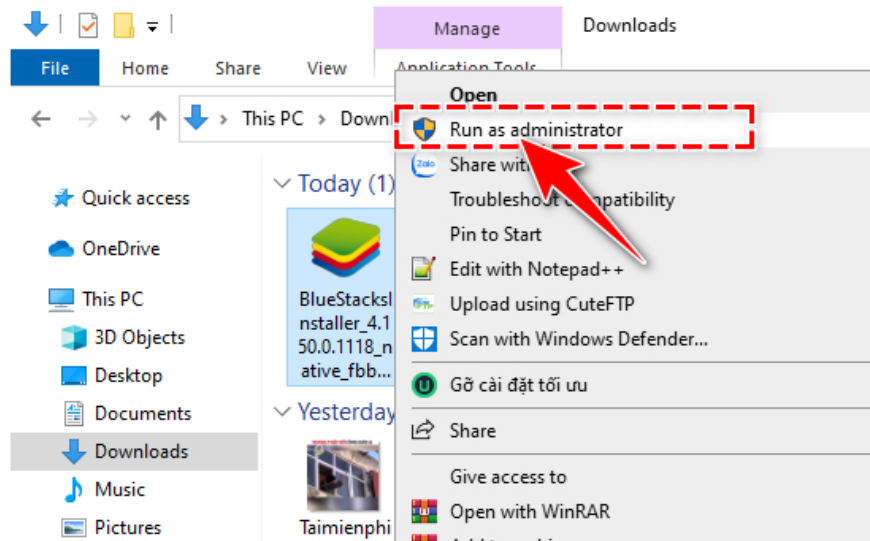 Manage
Downloads
File
Home
Share
View
Application Tools
This PC
Downl
Quick access
OneDrive
This PC
3D Objects
Desktop
Documents
Downloads
Music
Pictures
Today (1)
BlueStacksI
nstaller_4.1
50.0.1118_n
ative_fbb...
Yesterday
Taimienphi
Open
Run as administrator
Zalo
Share with
Troubleshoot compatibility
Pin to Start
Edit with Notepad++
Upload using CuteFTP
Scan with Windows Defender...
Gỡ cài đặt tối ưu
Share
Give access to
Open with WinRAR